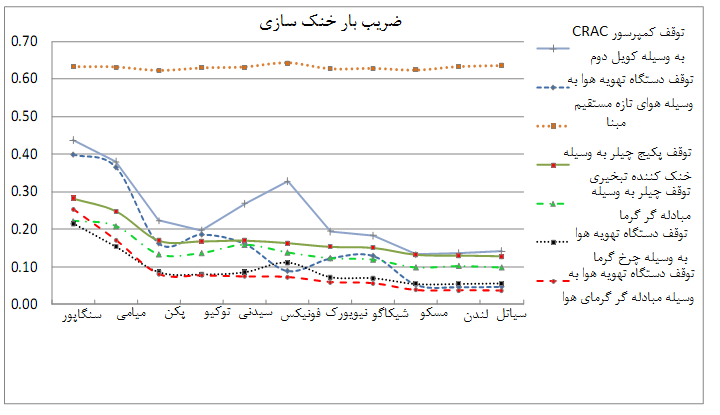 ضریب بار خنک سازی
0.70
0.60
0.50
0.40
0.30
0.20
0.10
0.00
سنگاپور
میامی
پکن
توکیو
سیدنی
فونیکس
نیویورک
شیکاگو
مسکو
لندن
سیاتل
توقف کمپرسور CRAC
به وسیله کویل دوم
توقف دستگاه تهویه هوا به
وسیله هوای تازه مستقیم
مبنا
توقف پکیج چیلر به وسیله
خنک کننده تبخیری
توقف چیلر به وسیله
مبادله گر گرما
توقف دستگاه تهویه هوا
به وسیله چرخ گرما
توقف دستگاه تهویه هوا به
وسیله مبادله گر گرمای هوا